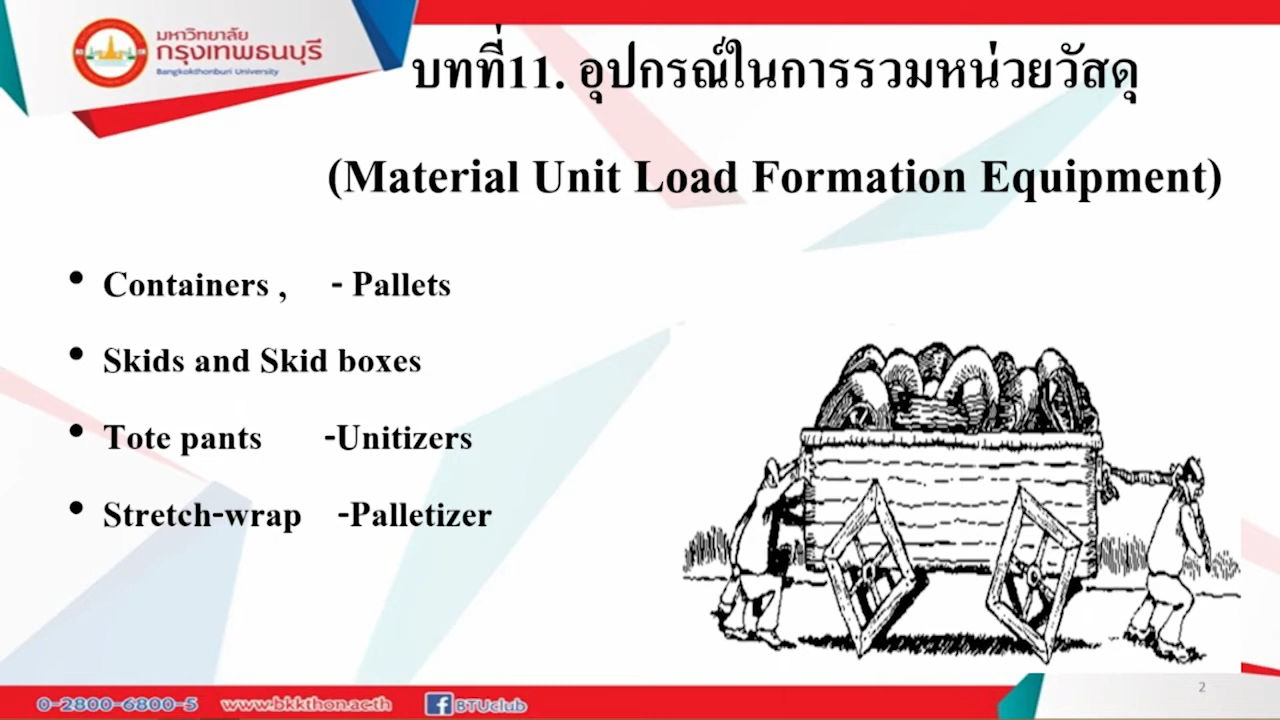 มหาวิทยาลัย
กรุงเทพธนบุรี
Bangkokthonburi University
บทที่11. อุปกรณ์ในการรวมหน่วยวัสดุ
(Material Unit Load Formation Equipment)
• Containers , - Pallets
• Skids and Skid boxes
• Tote pants -Unitizers
• Stretch-wrap -Palletizer
0-2800-6800-5 www.bkkthon.ac.th BTUclub
2